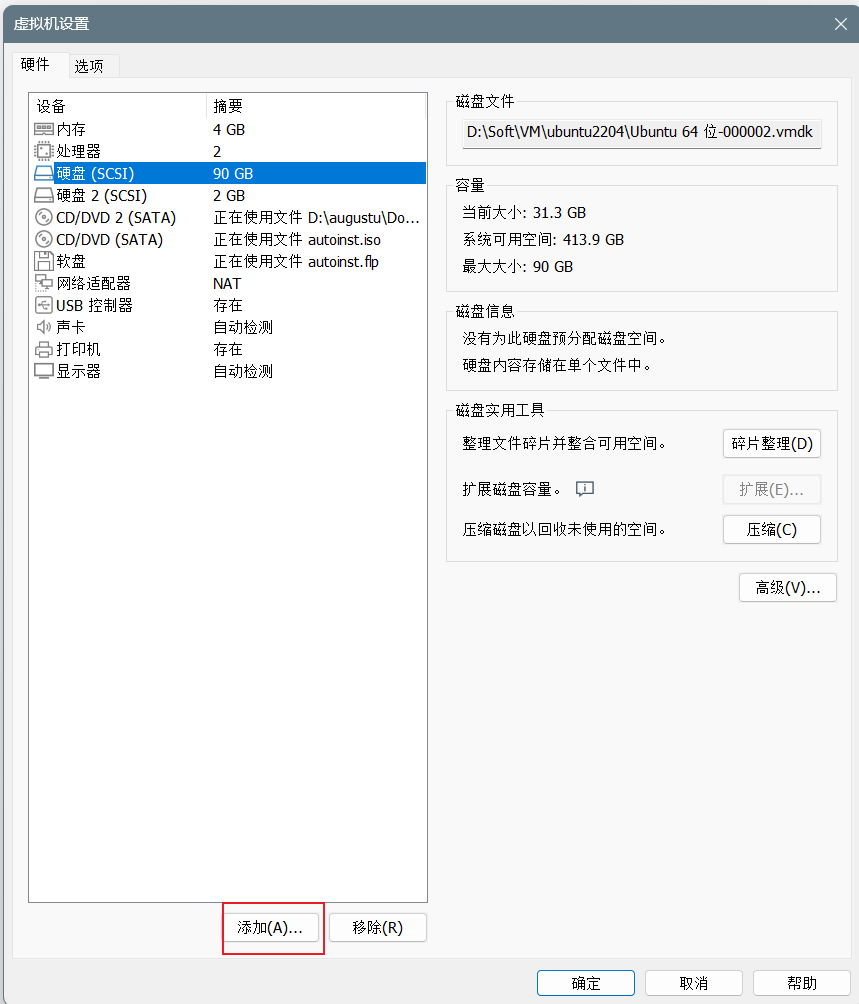 虚拟机设置
硬件 选项
设备 摘要
内存 4 GB
处理器 2
硬盘 (SCSI) 90 GB
硬盘 2 (SCSI) 2 GB
CD/DVD 2 (SATA) 正在使用文件 D:\augustu\Do...
CD/DVD (SATA) 正在使用文件 autoinst.iso
软盘 正在使用文件 autoinst.flp
网络适配器 NAT
USB 控制器 存在
声卡 自动检测
打印机 存在
显示器 自动检测
添加(A)... 移除(R)
磁盘文件
D:\Soft\VM\ubuntu2204\Ubuntu 64 位-000002.vmdk
容量
当前大小: 31.3 GB
系统可用空间: 413.9 GB
最大大小: 90 GB
磁盘信息
没有为此硬盘预分配磁盘空间。
硬盘内容存储在单个文件中。
磁盘实用工具
整理文件碎片并整合可用空间。 碎片整理(D)
扩展磁盘容量。 扩展(E)...
压缩磁盘以回收未使用的空间。 压缩(C)
高级(V)...
确定 取消 帮助